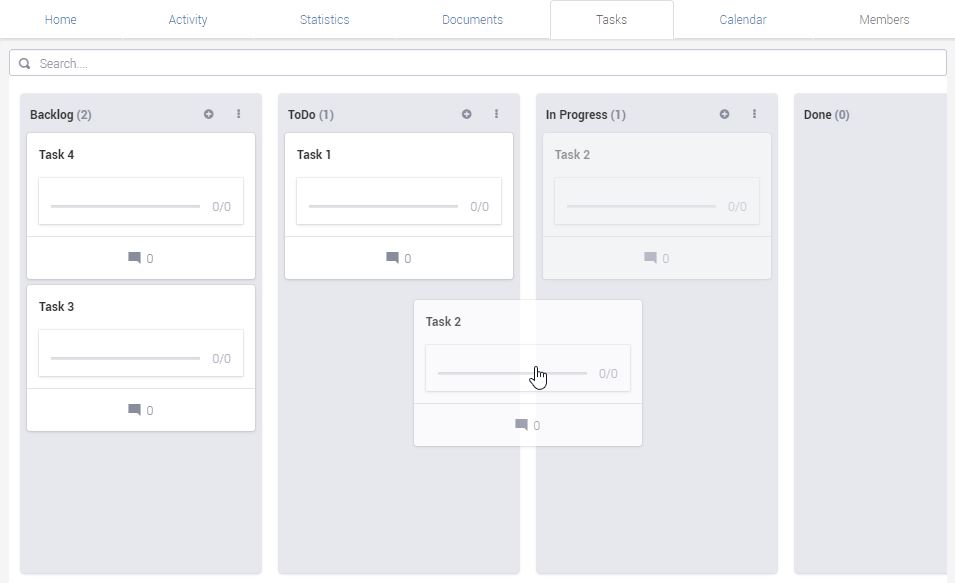 Home Activity Statistics Documents Tasks Calendar Members
Search....
Backlog (2)
Task 4
0/0
0
Task 3
0/0
0
ToDo (1)
Task 1
0/0
0
In Progress (1)
Task 2
0/0
0
Task 2
0/0
0
Done (0)